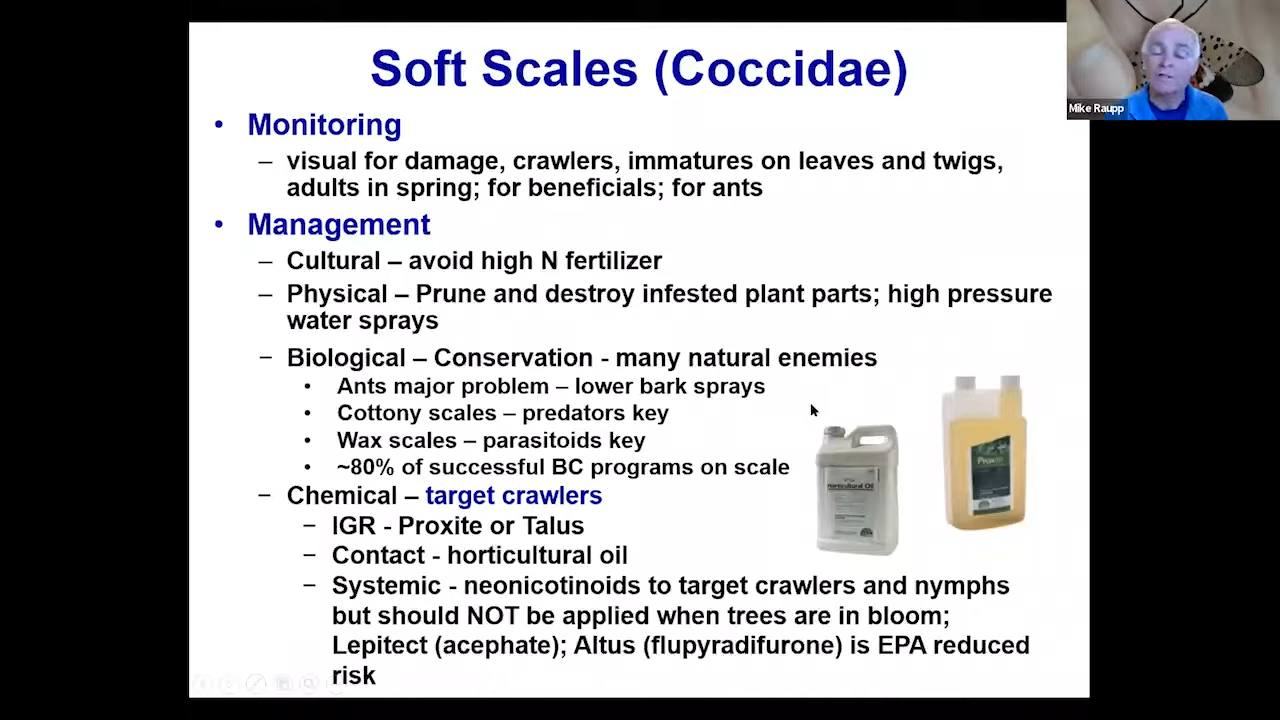 Soft Scales (Coccidae)
Mike Raupp
• Monitoring
– visual for damage, crawlers, immatures on leaves and twigs,
adults in spring; for beneficials; for ants
• Management
– Cultural – avoid high N fertilizer
– Physical – Prune and destroy infested plant parts; high pressure
water sprays
– Biological – Conservation - many natural enemies
• Ants major problem – lower bark sprays
• Cottony scales – predators key
• Wax scales – parasitoids key
• ~80% of successful BC programs on scale
– Chemical – target crawlers
– IGR - Proxite or Talus
– Contact - horticultural oil
– Systemic - neonicotinoids to target crawlers and nymphs
but should NOT be applied when trees are in bloom;
Lepitect (acephate); Altus (flupyradifurone) is EPA reduced
risk
Horticultural Oil